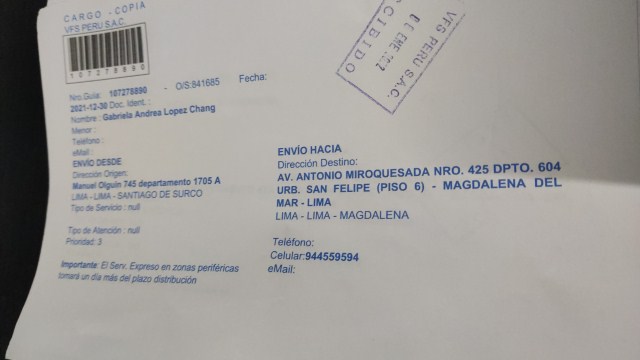 CARGO - COPIA
VFS PERU S.A.C.
107278890
Nro.Guia: 107278890 - O/S:841685 Fecha:
2021-12-30 Doc. Ident.:
Nombre : Gabriela Andrea Lopez Chang
Menor :
Teléfono :
eMail :
ENVÍO DESDE
Dirección Origen:
Manuel Olguin 745 departamento 1705 A
LIMA - LIMA - SANTIAGO DE SURCO
Tipo de Servicio : null
Tipo de Atención : null
Prioridad: 3
Importante: El Serv. Expreso en zonas periféricas
tomará un día más del plazo distribución
VFS PERU S.A.C.
ENE
RECIBIDO
ENVÍO HACIA
Dirección Destino:
AV. ANTONIO MIROQUESADA NRO. 425 DPTO. 604
URB. SAN FELIPE (PISO 6) - MAGDALENA DEL
MAR - LIMA
LIMA - LIMA - MAGDALENA
Teléfono:
Celular:944559594
eMail: